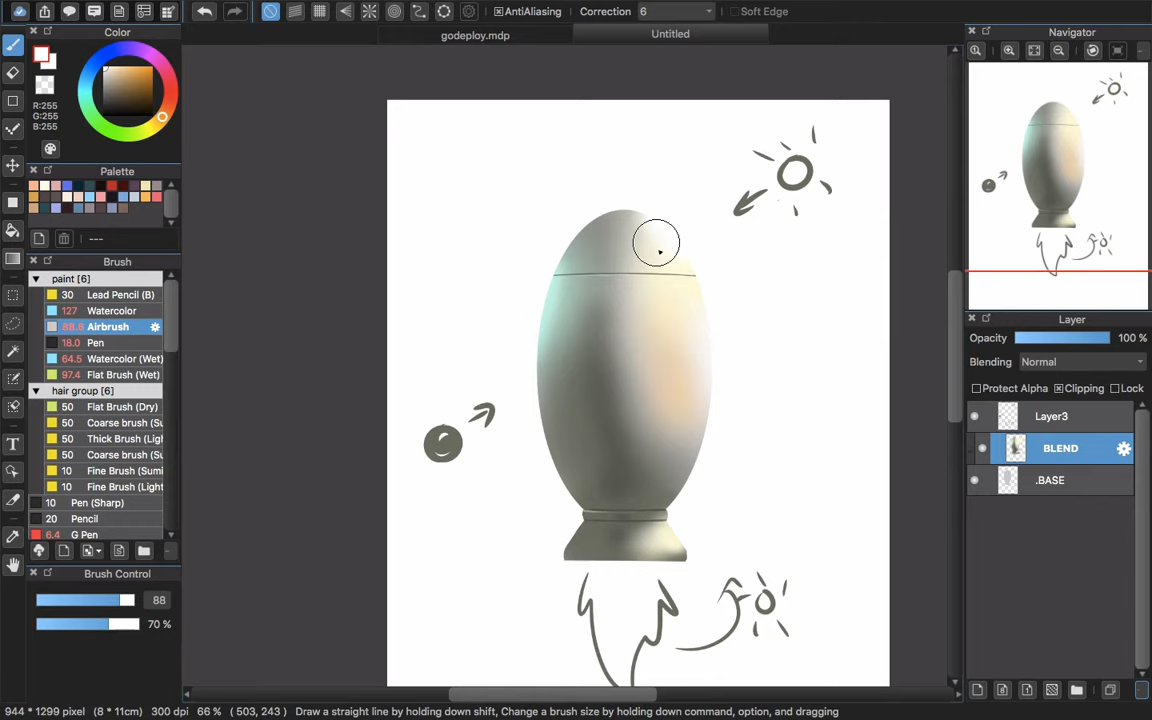 AntiAliasing Correction 6 Soft Edge
Color
godeploy.mdp Untitled
Navigator
R:255
G:255
B:255
Palette
---
Brush
paint [6]
30 Lead Pencil (B)
127 Watercolor
88.8 Airbrush
18.0 Pen
64.5 Watercolor (Wet)
97.4 Flat Brush (Wet)
hair group [6]
50 Flat Brush (Dry)
50 Coarse brush (Su
50 Thick Brush (Ligh
50 Coarse brush (Su
10 Fine Brush (Sumi
10 Fine Brush (Light
10 Pen (Sharp)
20 Pencil
6.4 G Pen
Brush Control
88
70 %
Layer
Opacity 100 %
Blending Normal
Protect Alpha Clipping Lock
Layer3
BLEND
.BASE
944 * 1299 pixel (8 * 11cm) 300 dpi 66 % ( 503, 243 ) Draw a straight line by holding down shift, Change a brush size by holding down command, option, and dragging